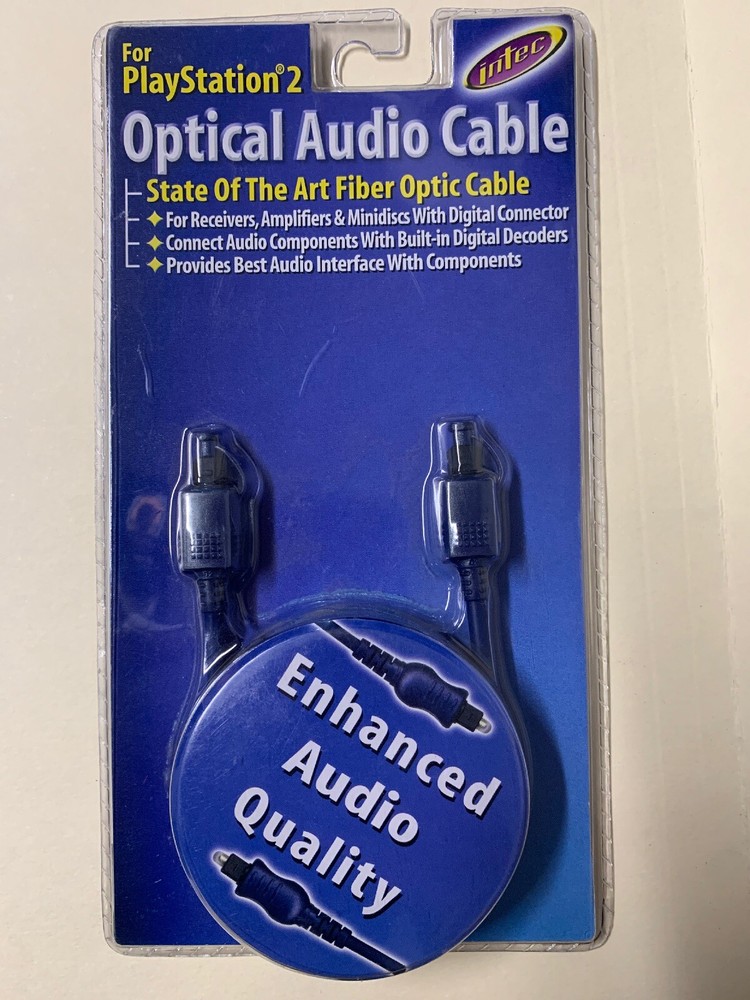 For
PlayStation®2
intec
Optical Audio Cable
State Of The Art Fiber Optic Cable
For Receivers, Amplifiers & Minidiscs With Digital Connector
Connect Audio Components With Built-in Digital Decoders
Provides Best Audio Interface With Components
Enhanced
Audio
Quality